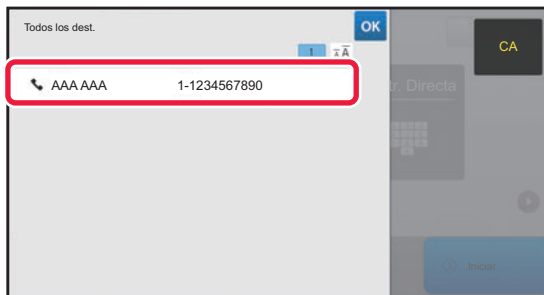 Todos los dest.
OK
CA
1
AAA AAA 1-1234567890
tr. Directa
Iniciar